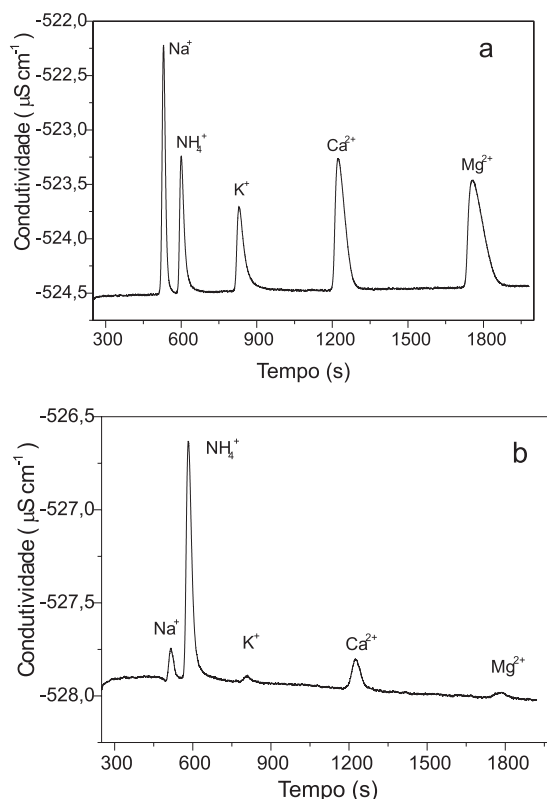 a
Na⁺
NH₄⁺
K⁺
Ca²⁺
Mg²⁺
Condutividade ( μS cm⁻¹ )
-522,0
-522,5
-523,0
-523,5
-524,0
-524,5
300 600 900 1200 1500 1800
Tempo (s)
b
NH₄⁺
Na⁺
K⁺
Ca²⁺
Mg²⁺
Condutividade ( μS cm⁻¹ )
-526,5
-527,0
-527,5
-528,0
300 600 900 1200 1500 1800
Tempo (s)